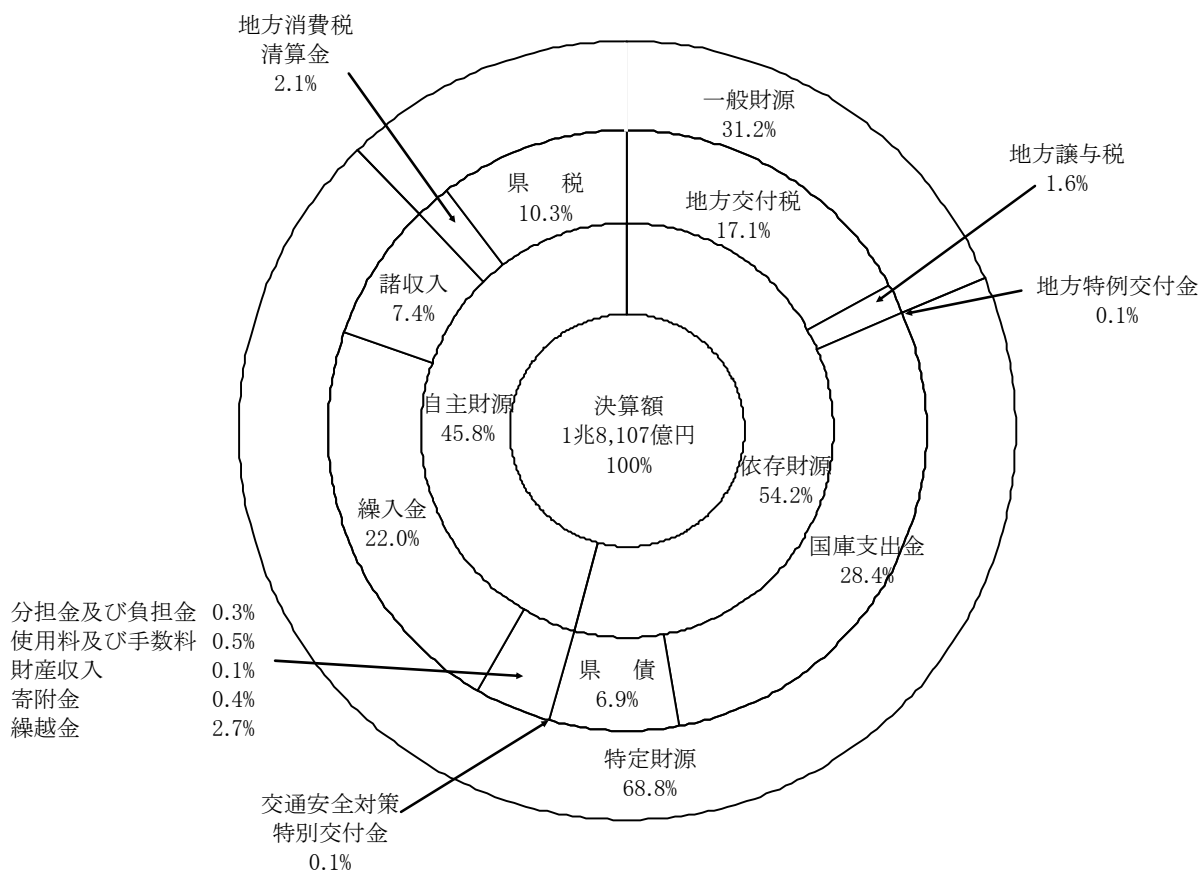 地方消費税
清算金
2.1%
一般財源
31.2%
地方譲与税
1.6%
県　税
10.3%
地方交付税
17.1%
地方特例交付金
0.1%
諸収入
7.4%
自主財源
45.8%
決算額
1兆8,107億円
100%
依存財源
54.2%
繰入金
22.0%
国庫支出金
28.4%
分担金及び負担金 0.3%
使用料及び手数料 0.5%
財産収入 0.1%
寄附金 0.4%
繰越金 2.7%
県　債
6.9%
特定財源
68.8%
交通安全対策
特別交付金
0.1%